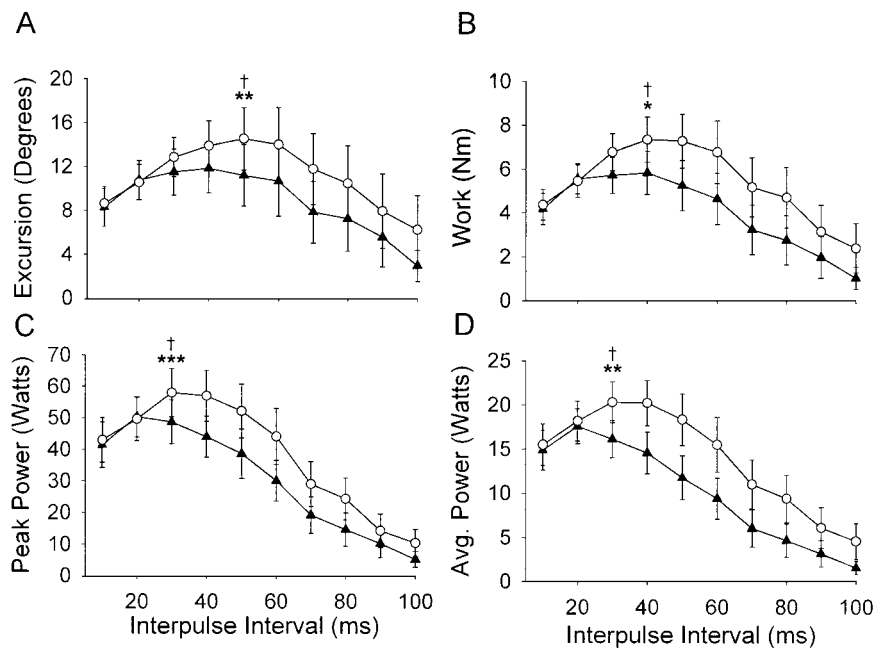 A
Excursion (Degrees)
20
16
12
8
4
0
†
**
B
Work (Nm)
10
8
6
4
2
0
†
*
C
Peak Power (Watts)
70
60
50
40
30
20
10
0
†
***
20 40 60 80 100
Interpulse Interval (ms)
D
Avg. Power (Watts)
25
20
15
10
5
0
†
**
20 40 60 80 100
Interpulse Interval (ms)